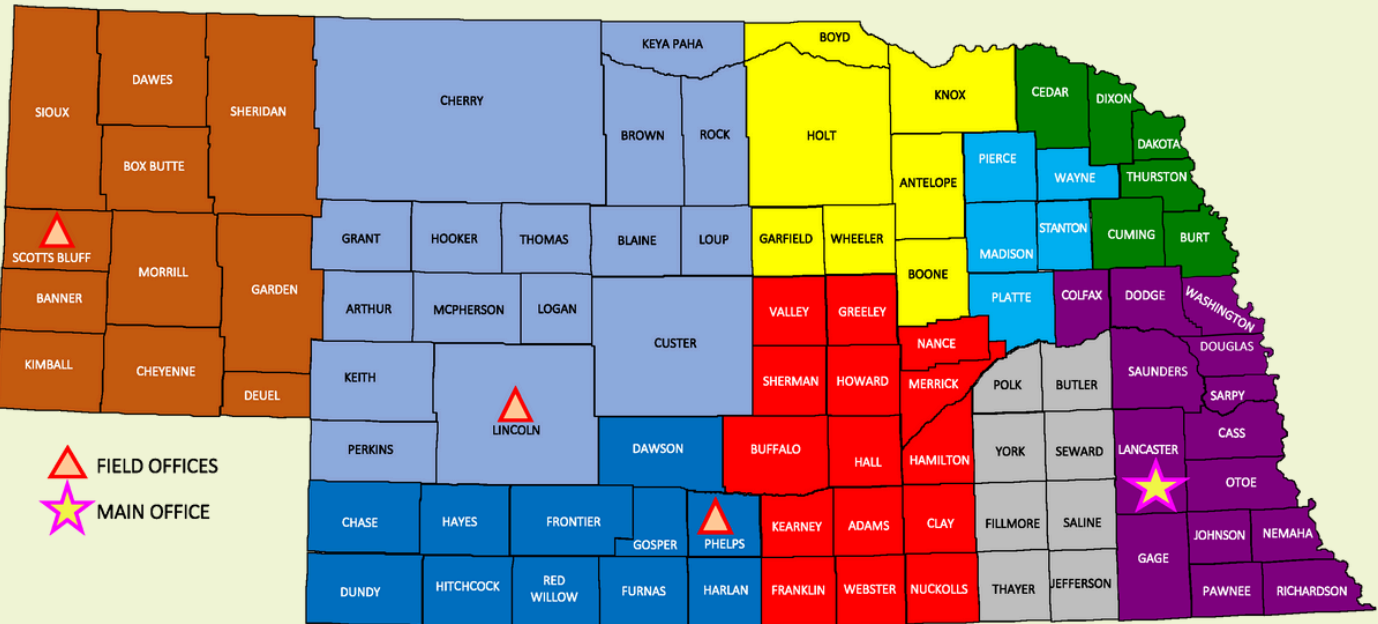 SIOUX
DAWES
SHERIDAN
BOX BUTTE
SCOTTS BLUFF
MORRILL
GARDEN
BANNER
KIMBALL
CHEYENNE
DEUEL
CHERRY
KEYA PAHA
BROWN
ROCK
GRANT
HOOKER
THOMAS
BLAINE
LOUP
ARTHUR
MCPHERSON
LOGAN
CUSTER
KEITH
LINCOLN
PERKINS
BOYD
HOLT
KNOX
ANTELOPE
GARFIELD
WHEELER
BOONE
CEDAR
DIXON
DAKOTA
THURSTON
CUMING
BURT
PIERCE
WAYNE
MADISON
STANTON
PLATTE
COLFAX
DODGE
WASHINGTON
DOUGLAS
SAUNDERS
SARPY
LANCASTER
CASS
OTOE
GAGE
JOHNSON
NEMAHA
PAWNEE
RICHARDSON
VALLEY
GREELEY
NANCE
SHERMAN
HOWARD
MERRICK
BUFFALO
HALL
HAMILTON
KEARNEY
ADAMS
CLAY
FRANKLIN
WEBSTER
NUCKOLLS
POLK
BUTLER
YORK
SEWARD
FILLMORE
SALINE
THAYER
JEFFERSON
DAWSON
CHASE
HAYES
FRONTIER
GOSPER
PHELPS
DUNDY
HITCHCOCK
RED
WILLOW
FURNAS
HARLAN
FIELD OFFICES
MAIN OFFICE